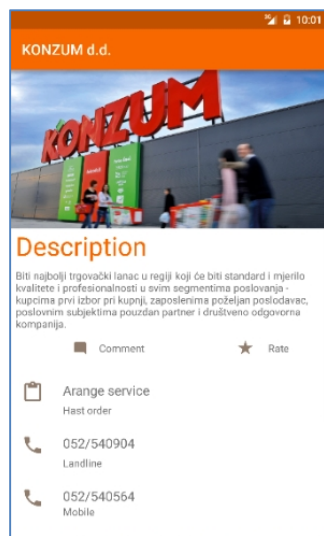 3G 10:01
KONZUM d.d.
KONZUM
Description
Biti najbolji trgovački lanac u regiji koji će biti standard i mjerilo
kvalitete i profesionalnosti u svim segmentima poslovanja -
kupcima prvi izbor pri kupnji, zaposlenima poželjan poslodavac,
poslovnim subjektima pouzdan partner i društveno odgovorna
kompanija.
Comment Rate
Arange service
Hast order
052/540904
Landline
052/540564
Mobile